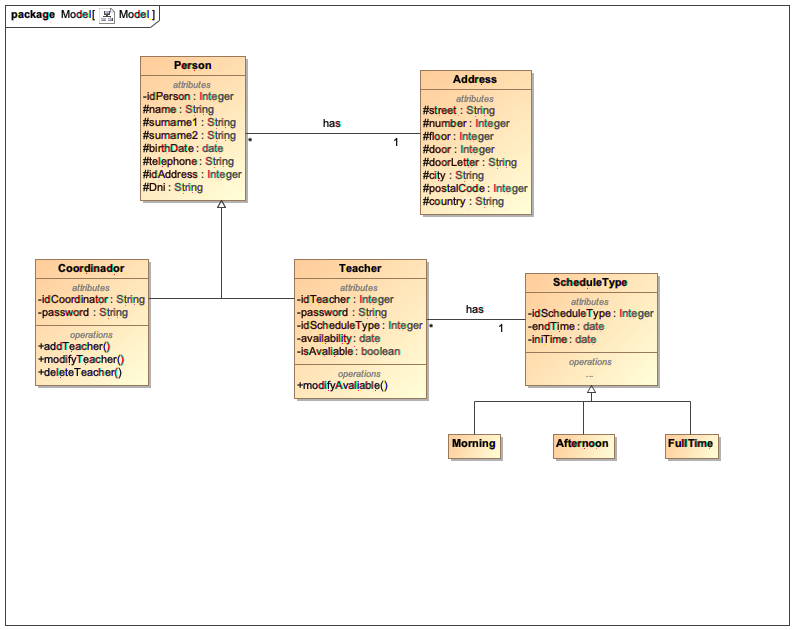 package Model[ Model ]
Person
attributes
-idPerson : Integer
#name : String
#surname1 : String
#surname2 : String
#birthDate : date
#telephone : String
#idAddress : Integer
#Dni : String
has
*
1
Address
attributes
#street : String
#number : Integer
#floor : Integer
#door : Integer
#doorLetter : String
#city : String
#postalCode : Integer
#country : String
Coordinador
attributes
-idCoordinator : String
-password : String
operations
+addTeacher()
+modifyTeacher()
+deleteTeacher()
Teacher
attributes
-idTeacher : Integer
-password : String
-idScheduleType : Integer
-availability : date
-isAvaliable : boolean
operations
+modifyAvaliable()
has
*
1
ScheduleType
attributes
-idScheduleType : Integer
-endTime : date
-iniTime : date
operations
...
Morning
Afternoon
FullTime